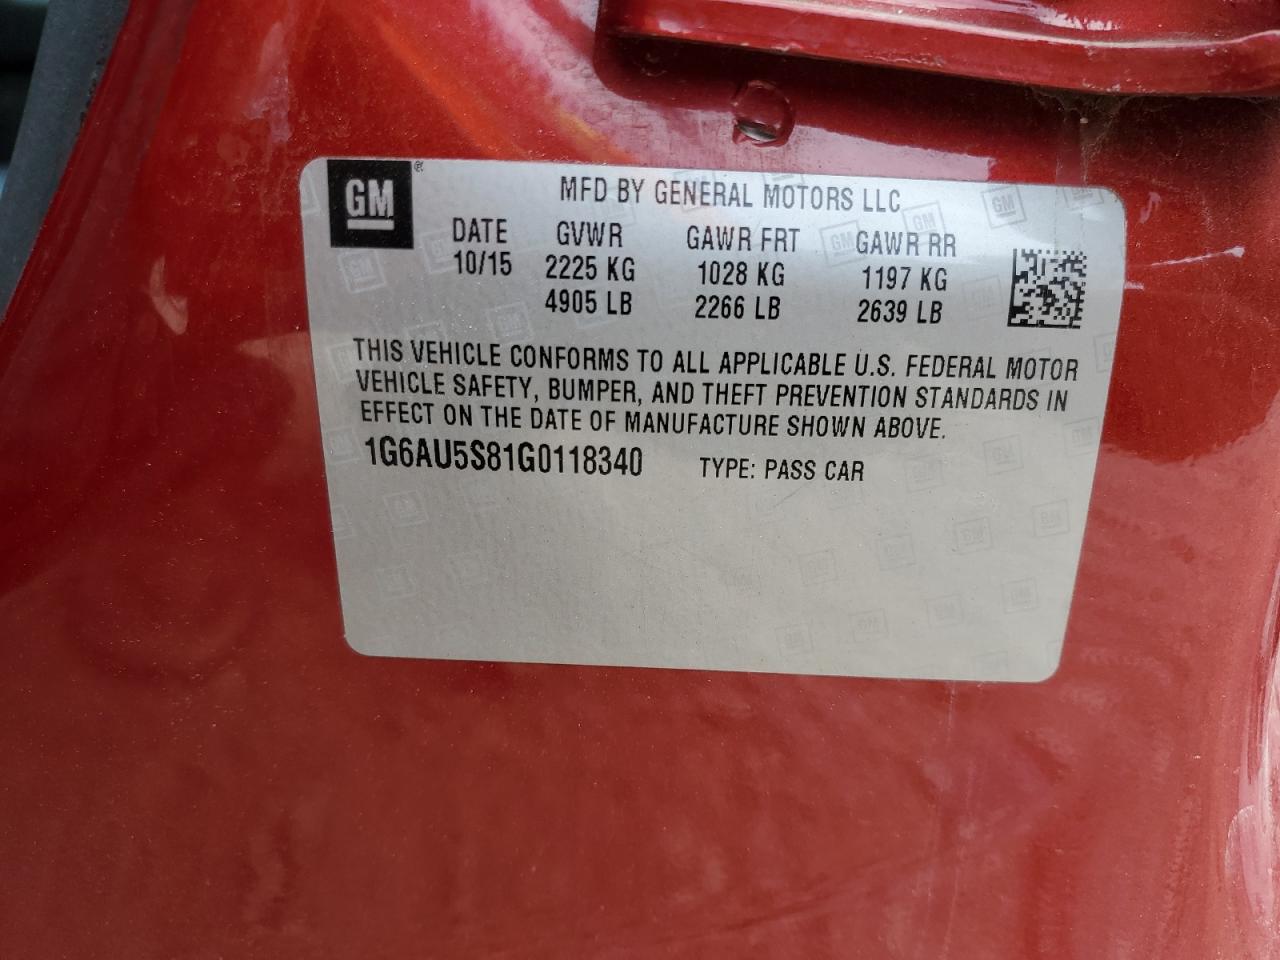 GM®
MFD BY GENERAL MOTORS LLC
DATE GVWR GAWR FRT GAWR RR
10/15 2225 KG 1028 KG 1197 KG
4905 LB 2266 LB 2639 LB
THIS VEHICLE CONFORMS TO ALL APPLICABLE U.S. FEDERAL MOTOR
VEHICLE SAFETY, BUMPER, AND THEFT PREVENTION STANDARDS IN
EFFECT ON THE DATE OF MANUFACTURE SHOWN ABOVE.
1G6AU5S81G0118340 TYPE: PASS CAR